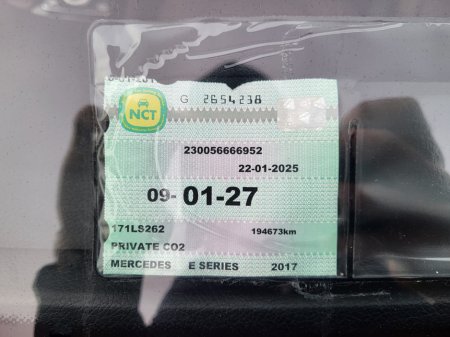 G 2654238
NCT
230056666952
22-01-2025
09-01-27
171LS262 194673km
PRIVATE CO2
MERCEDES E SERIES 2017